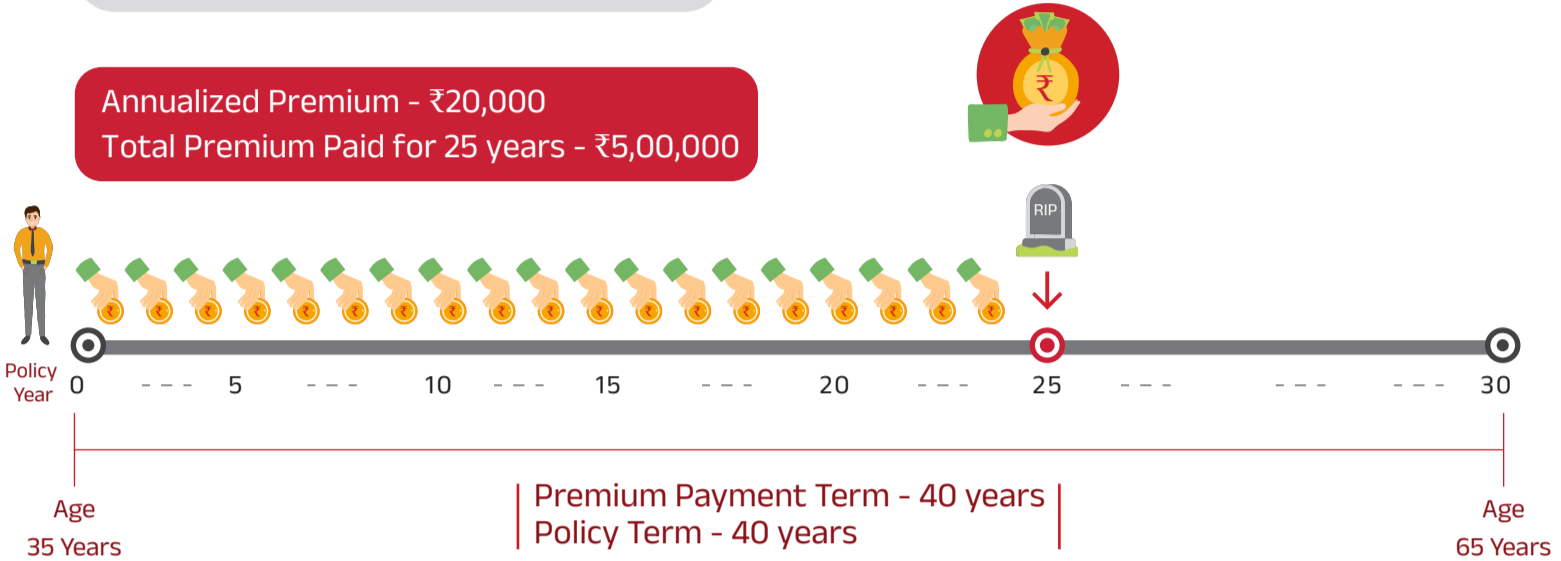 Annualized Premium - ₹20,000
Total Premium Paid for 25 years - ₹5,00,000
₹
RIP
₹ ₹ ₹ ₹ ₹ ₹ ₹ ₹ ₹ ₹ ₹ ₹ ₹ ₹ ₹ ₹ ₹ ₹ ₹
Policy
Year
0 - - - 5 - - - 10 - - - 15 - - - 20 - - - 25 - - - - - - - - - 30
Premium Payment Term - 40 years
Policy Term - 40 years
Age
35 Years
Age
65 Years